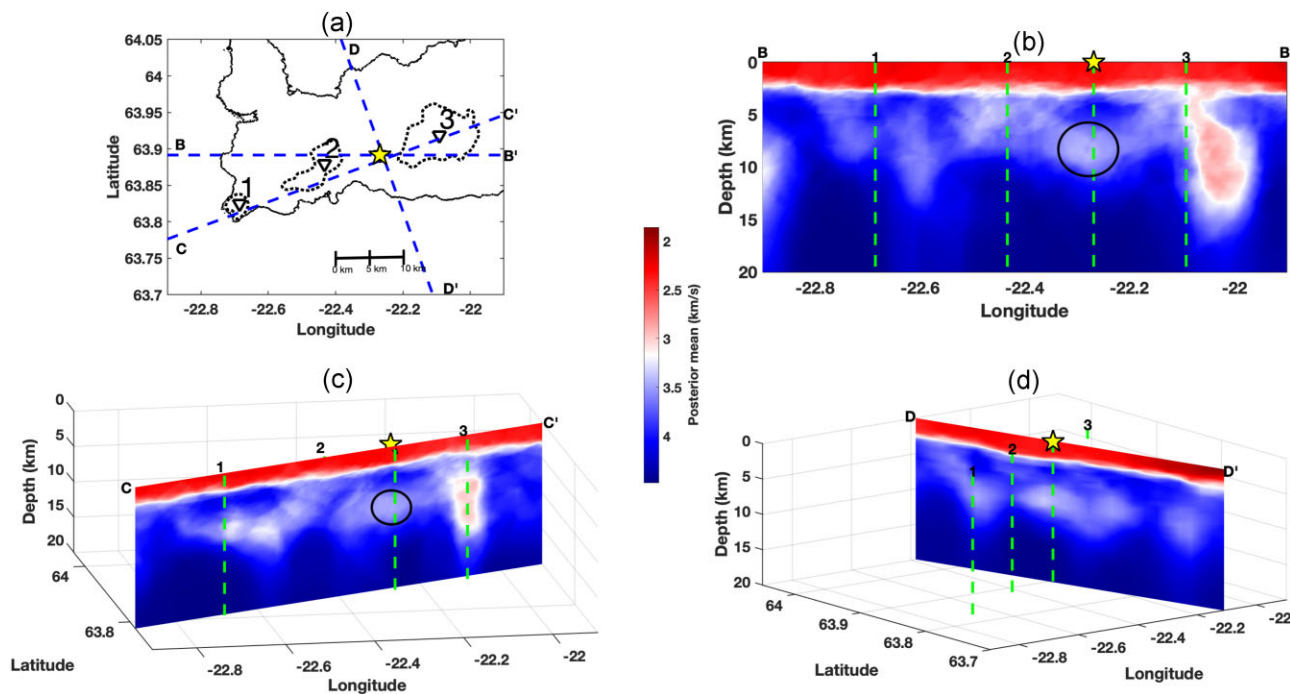 (a)
64.05
64
63.95
63.9
63.85
63.8
63.75
63.7
Latitude
D
C'
B
B'
C
D'
1
2
3
0 km 5 km 10 km
-22.8 -22.6 -22.4 -22.2 -22
Longitude
(b)
B 1 2 3 B
0
5
10
15
20
Depth (km)
-22.8 -22.6 -22.4 -22.2 -22
Longitude
2
2.5
3
3.5
4
Posterior mean (km/s)
(c)
0
5
10
15
20
Depth (km)
C 1 2 3 C'
64
63.8
Latitude
-22.8 -22.6 -22.4 -22.2 -22
Longitude
(d)
D 1 2 3 D'
0
5
10
15
20
Depth (km)
64
63.9
63.8
63.7
Latitude
-22.8 -22.6 -22.4 -22.2
Longitude